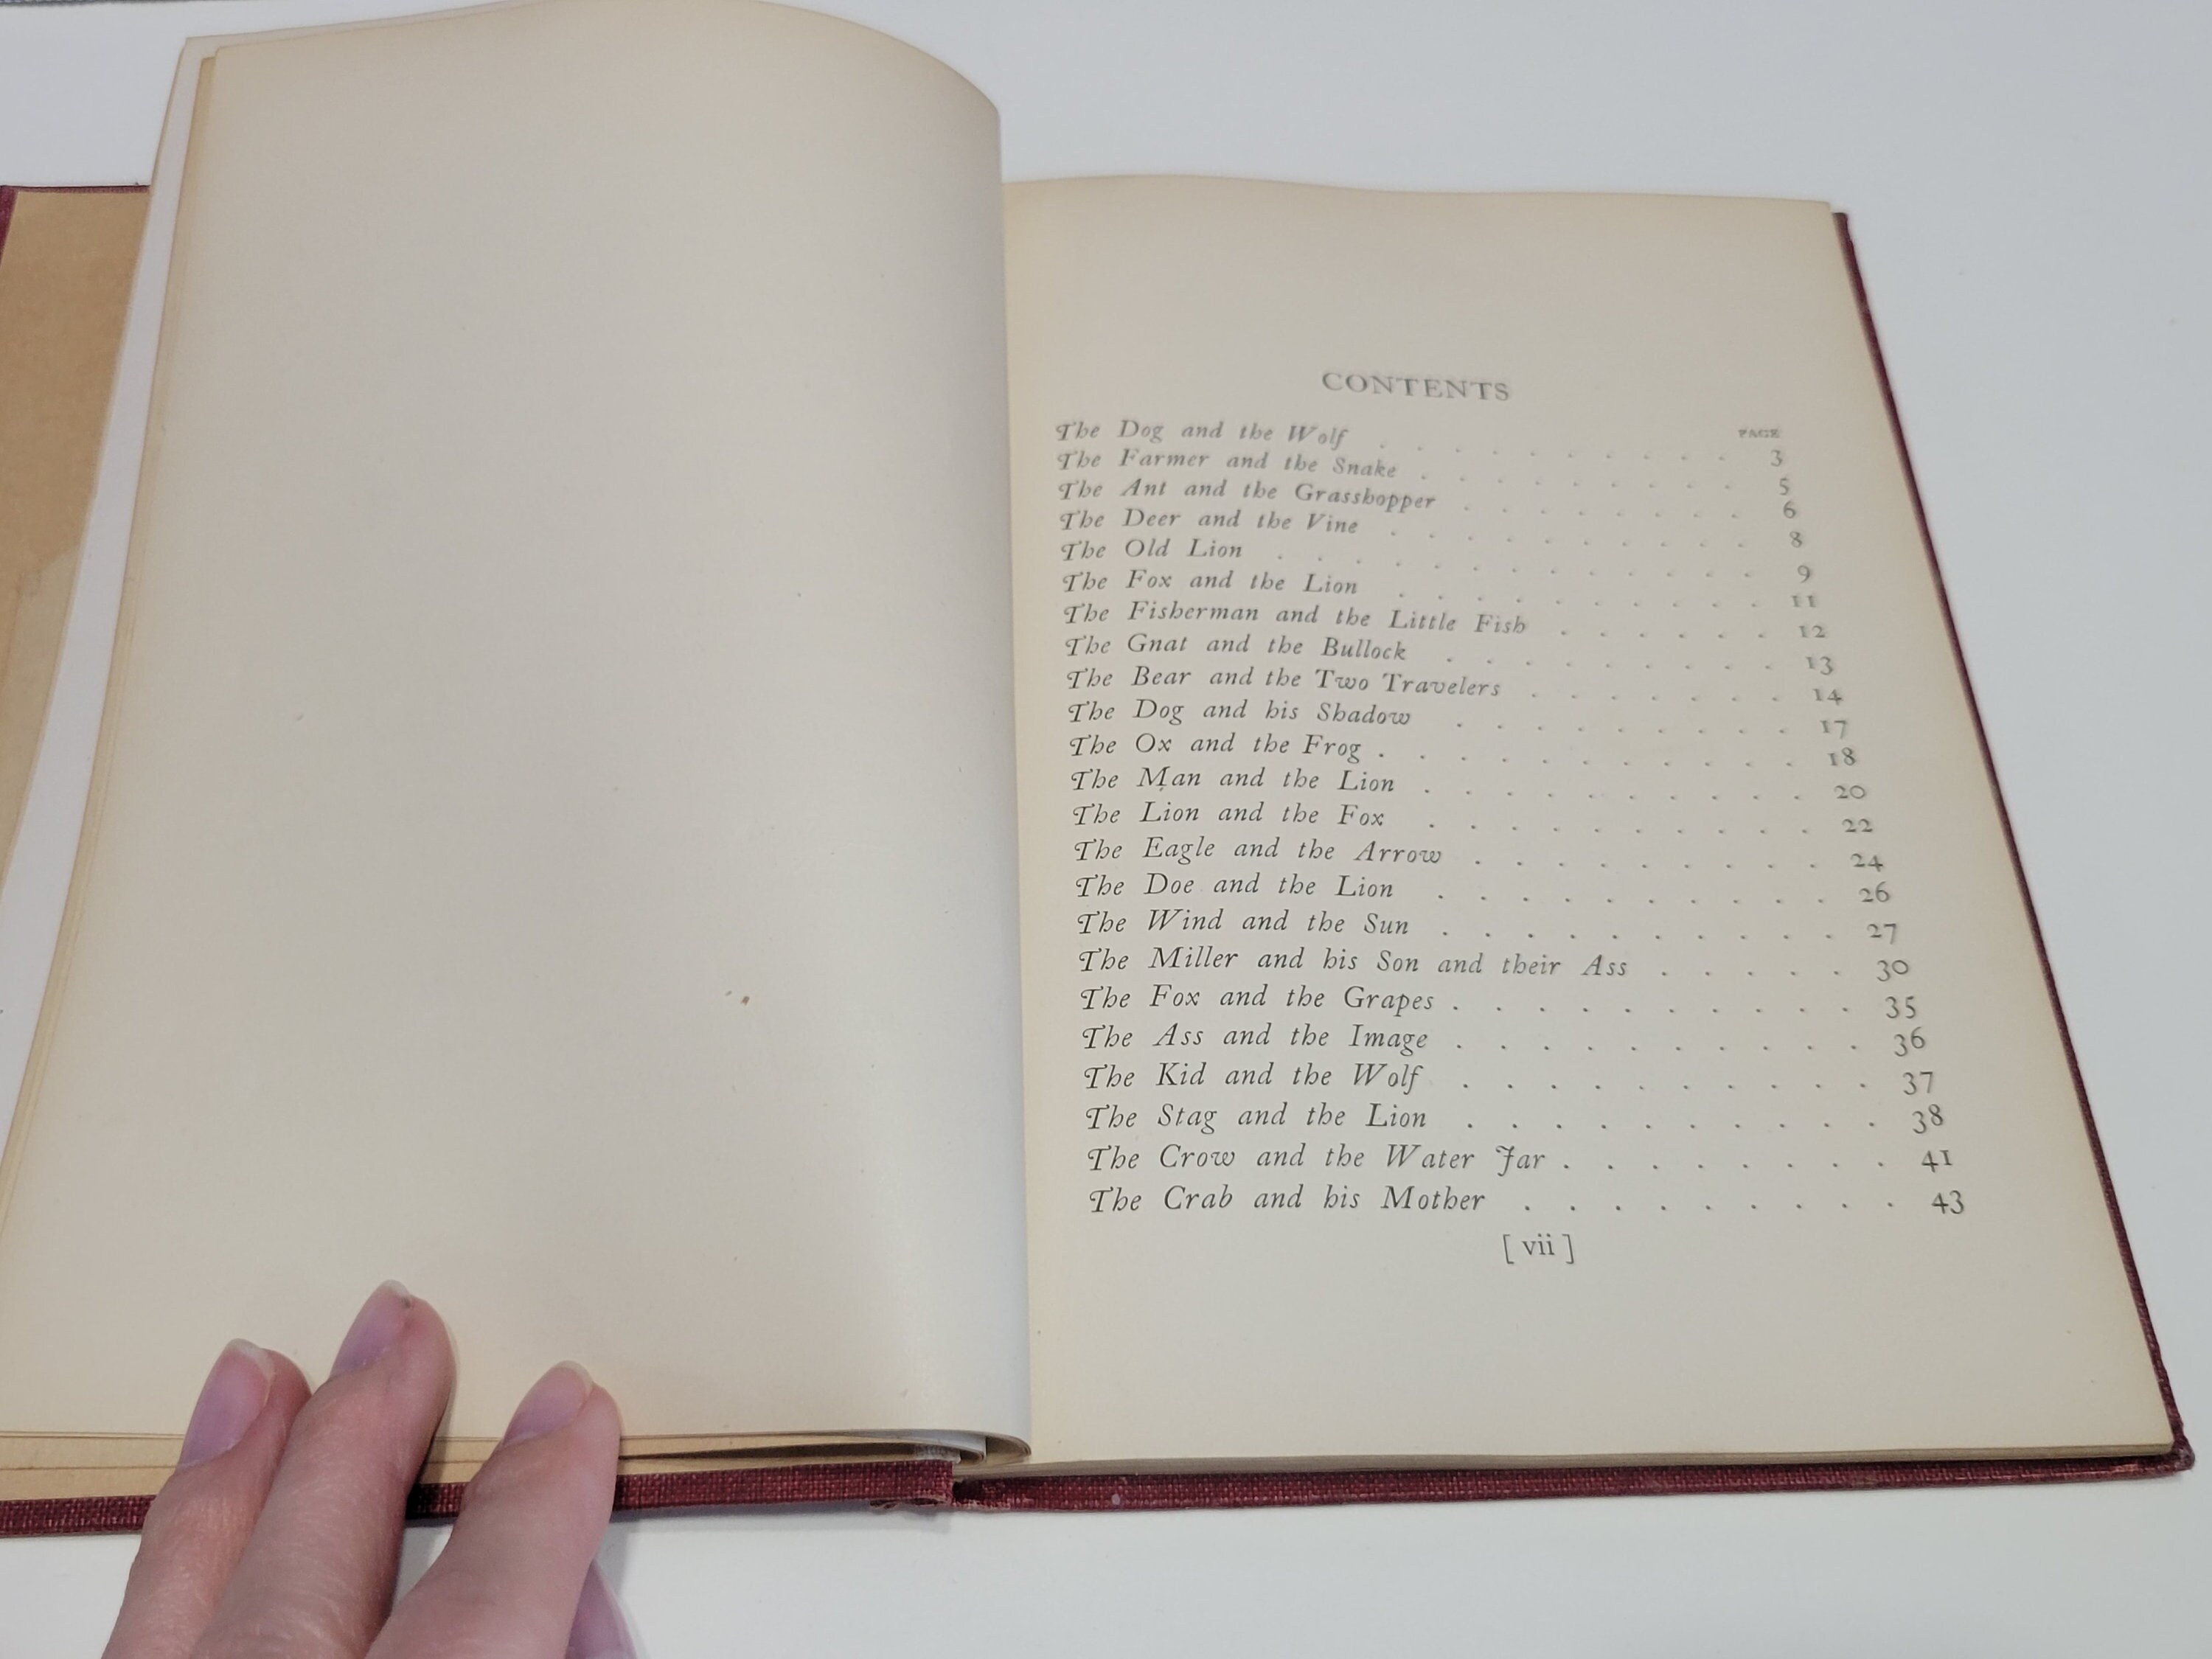 CONTENTS
PAGE
The Dog and the Wolf . . . . . . . . . 3
The Farmer and the Snake . . . . . . . . . 5
The Ant and the Grasshopper . . . . . . . . 6
The Deer and the Vine . . . . . . . . . . 8
The Old Lion . . . . . . . . . . . . 9
The Fox and the Lion . . . . . . . . . . 11
The Fisherman and the Little Fish . . . . . . 12
The Gnat and the Bullock . . . . . . . . . 13
The Bear and the Two Travelers . . . . . . . 14
The Dog and his Shadow . . . . . . . . . 17
The Ox and the Frog . . . . . . . . . . . 18
The Man and the Lion . . . . . . . . . . 20
The Lion and the Fox . . . . . . . . . . 22
The Eagle and the Arrow . . . . . . . . . 24
The Doe and the Lion . . . . . . . . . . 26
The Wind and the Sun . . . . . . . . . . 27
The Miller and his Son and their Ass . . . . . 30
The Fox and the Grapes . . . . . . . . . . 35
The Ass and the Image . . . . . . . . . . 36
The Kid and the Wolf . . . . . . . . . . 37
The Stag and the Lion . . . . . . . . . . 38
The Crow and the Water Jar . . . . . . . . 41
The Crab and his Mother . . . . . . . . . 43
[ vii ]